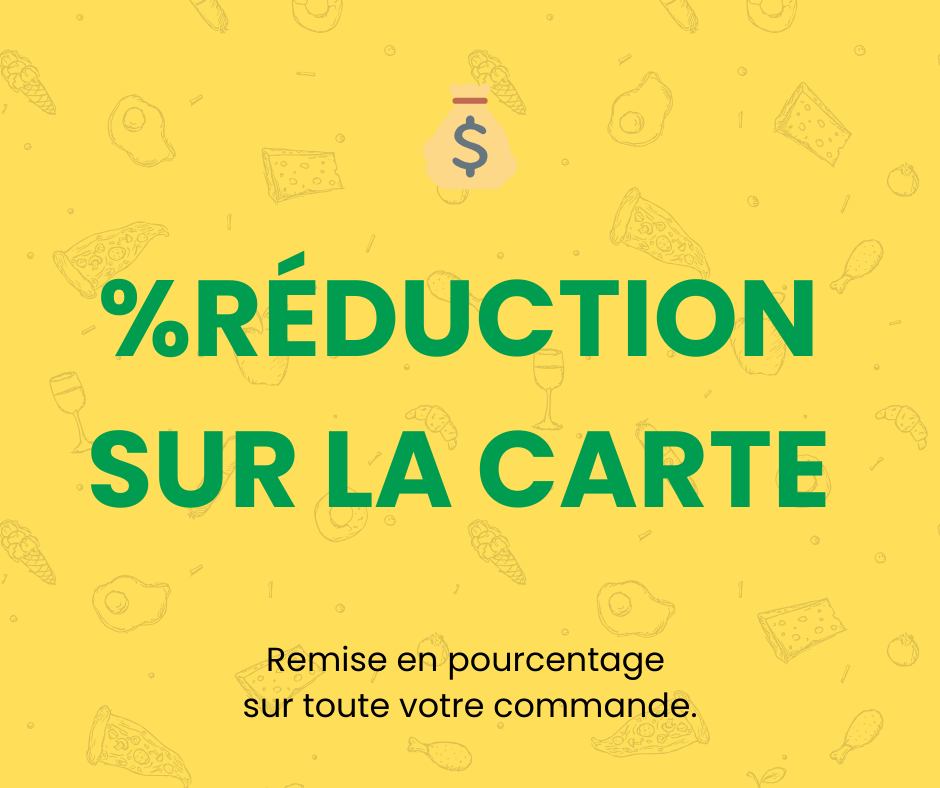 $
%RÉDUCTION
SUR LA CARTE
Remise en pourcentage
sur toute votre commande.